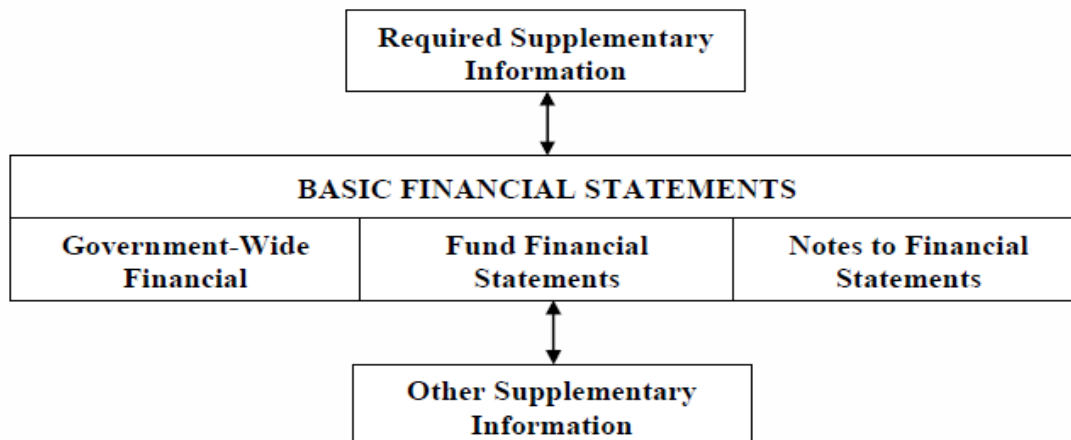 Required Supplementary
Information
BASIC FINANCIAL STATEMENTS
Government-Wide
Financial
Fund Financial
Statements
Notes to Financial
Statements
Other Supplementary
Information